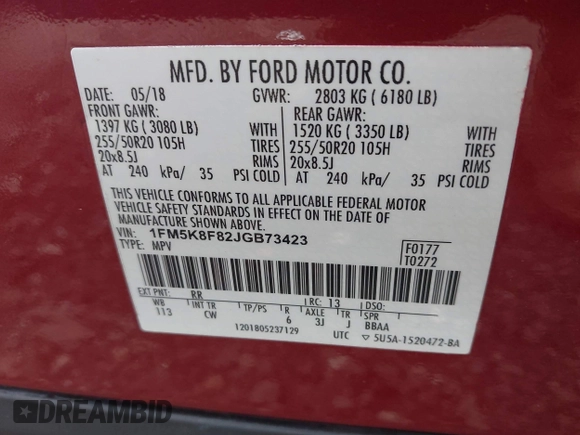 MFD. BY FORD MOTOR CO.
DATE: 05/18 GVWR: 2803 KG ( 6180 LB)
FRONT GAWR: REAR GAWR:
1397 KG ( 3080 LB) WITH 1520 KG ( 3350 LB) WITH
255/50R20 105H TIRES 255/50R20 105H TIRES
20x8.5J RIMS 20x8.5J RIMS
AT 240 kPa/ 35 PSI COLD AT 240 kPa/ 35 PSI COLD
THIS VEHICLE CONFORMS TO ALL APPLICABLE FEDERAL MOTOR
VEHICLE SAFETY STANDARDS IN EFFECT ON THE DATE OF
MANUFACTURE SHOWN ABOVE.
VIN: 1FM5K8F82JGB73423 F0177
TYPE: MPV T0272
EXT PNT: RR RC: 13 DSO:
WB INT TR TP/PS R AXLE TR SPR
113 CW 6 3J J BBAA
1201805237129 UTC ▽ 5U5A-1520472-BA
DREAMBID